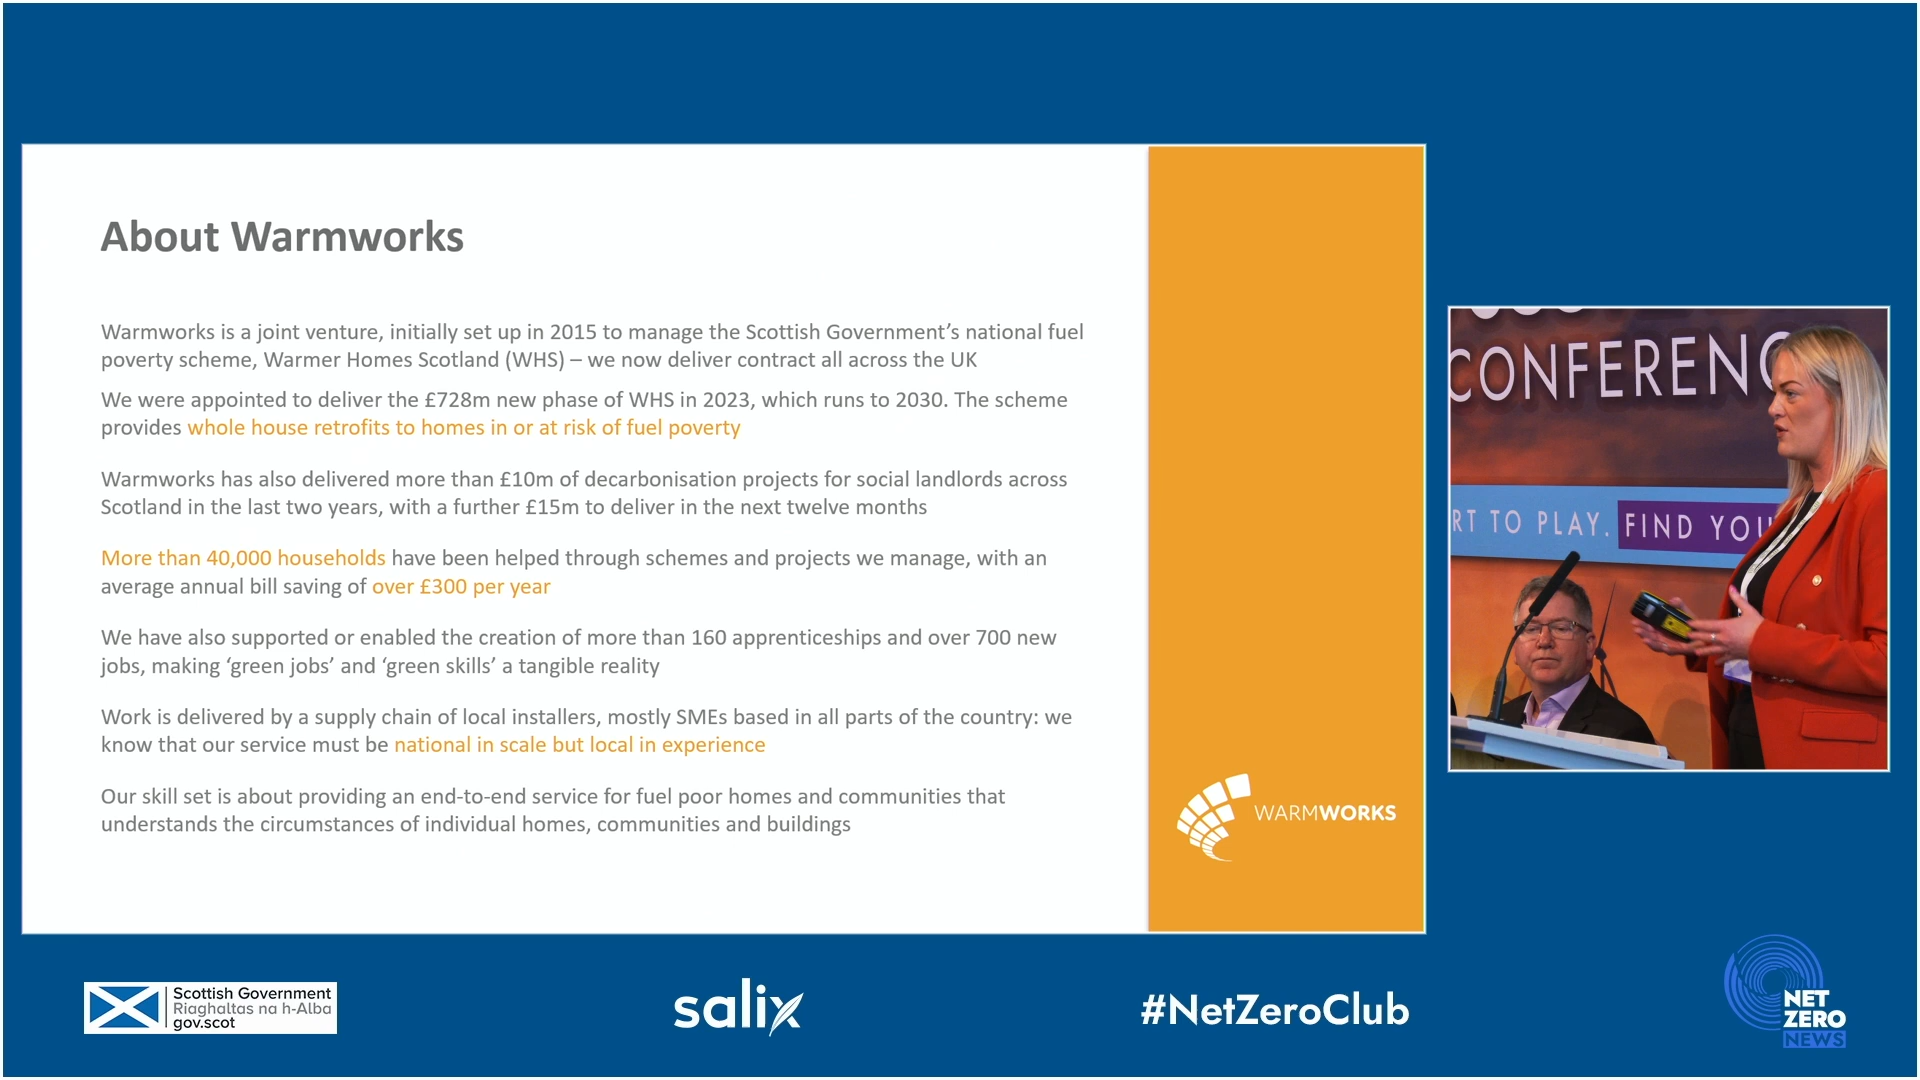 About Warmworks
Warmworks is a joint venture, initially set up in 2015 to manage the Scottish Government’s national fuel
poverty scheme, Warmer Homes Scotland (WHS) – we now deliver contract all across the UK
We were appointed to deliver the £728m new phase of WHS in 2023, which runs to 2030. The scheme
provides whole house retrofits to homes in or at risk of fuel poverty
Warmworks has also delivered more than £10m of decarbonisation projects for social landlords across
Scotland in the last two years, with a further £15m to deliver in the next twelve months
More than 40,000 households have been helped through schemes and projects we manage, with an
average annual bill saving of over £300 per year
We have also supported or enabled the creation of more than 160 apprenticeships and over 700 new
jobs, making ‘green jobs’ and ‘green skills’ a tangible reality
Work is delivered by a supply chain of local installers, mostly SMEs based in all parts of the country: we
know that our service must be national in scale but local in experience
Our skill set is about providing an end-to-end service for fuel poor homes and communities that
understands the circumstances of individual homes, communities and buildings
WARMWORKS
CONFERENC
RT TO PLAY. FIND YOU
Scottish Government
Riaghaltas na h-Alba
gov.scot
salix
#NetZeroClub
NET
ZERO
NEWS